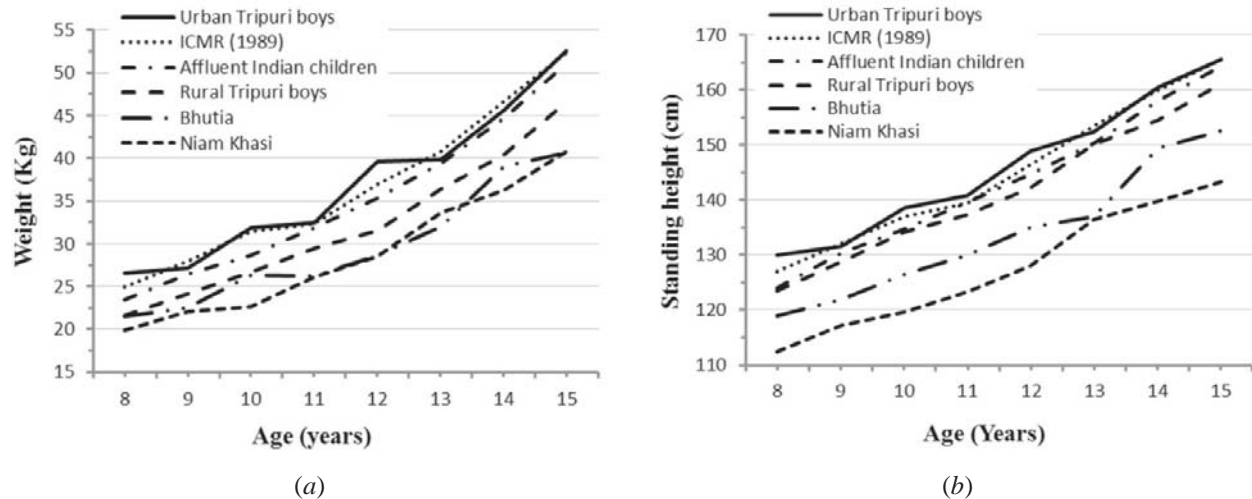 Urban Tripuri boys
ICMR (1989)
Affluent Indian children
Rural Tripuri boys
Bhutia
Niam Khasi
55
50
45
40
35
30
25
20
15
Weight (Kg)
8 9 10 11 12 13 14 15
Age (years)
(a)
Urban Tripuri boys
ICMR (1989)
Affluent Indian children
Rural Tripuri boys
Bhutia
Niam Khasi
170
160
150
140
130
120
110
Standing height (cm)
8 9 10 11 12 13 14 15
Age (Years)
(b)